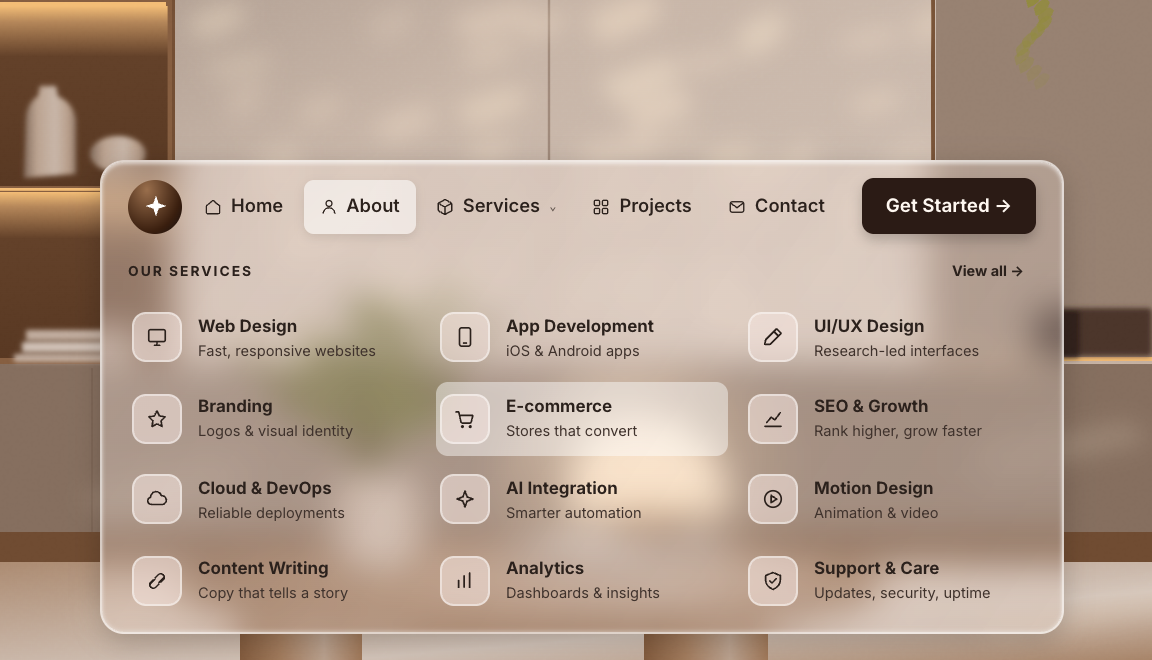 Home About Services Projects Contact Get Started →
OUR SERVICES View all →
Web Design App Development UI/UX Design
Fast, responsive websites iOS & Android apps Research-led interfaces
Branding E-commerce SEO & Growth
Logos & visual identity Stores that convert Rank higher, grow faster
Cloud & DevOps AI Integration Motion Design
Reliable deployments Smarter automation Animation & video
Content Writing Analytics Support & Care
Copy that tells a story Dashboards & insights Updates, security, uptime